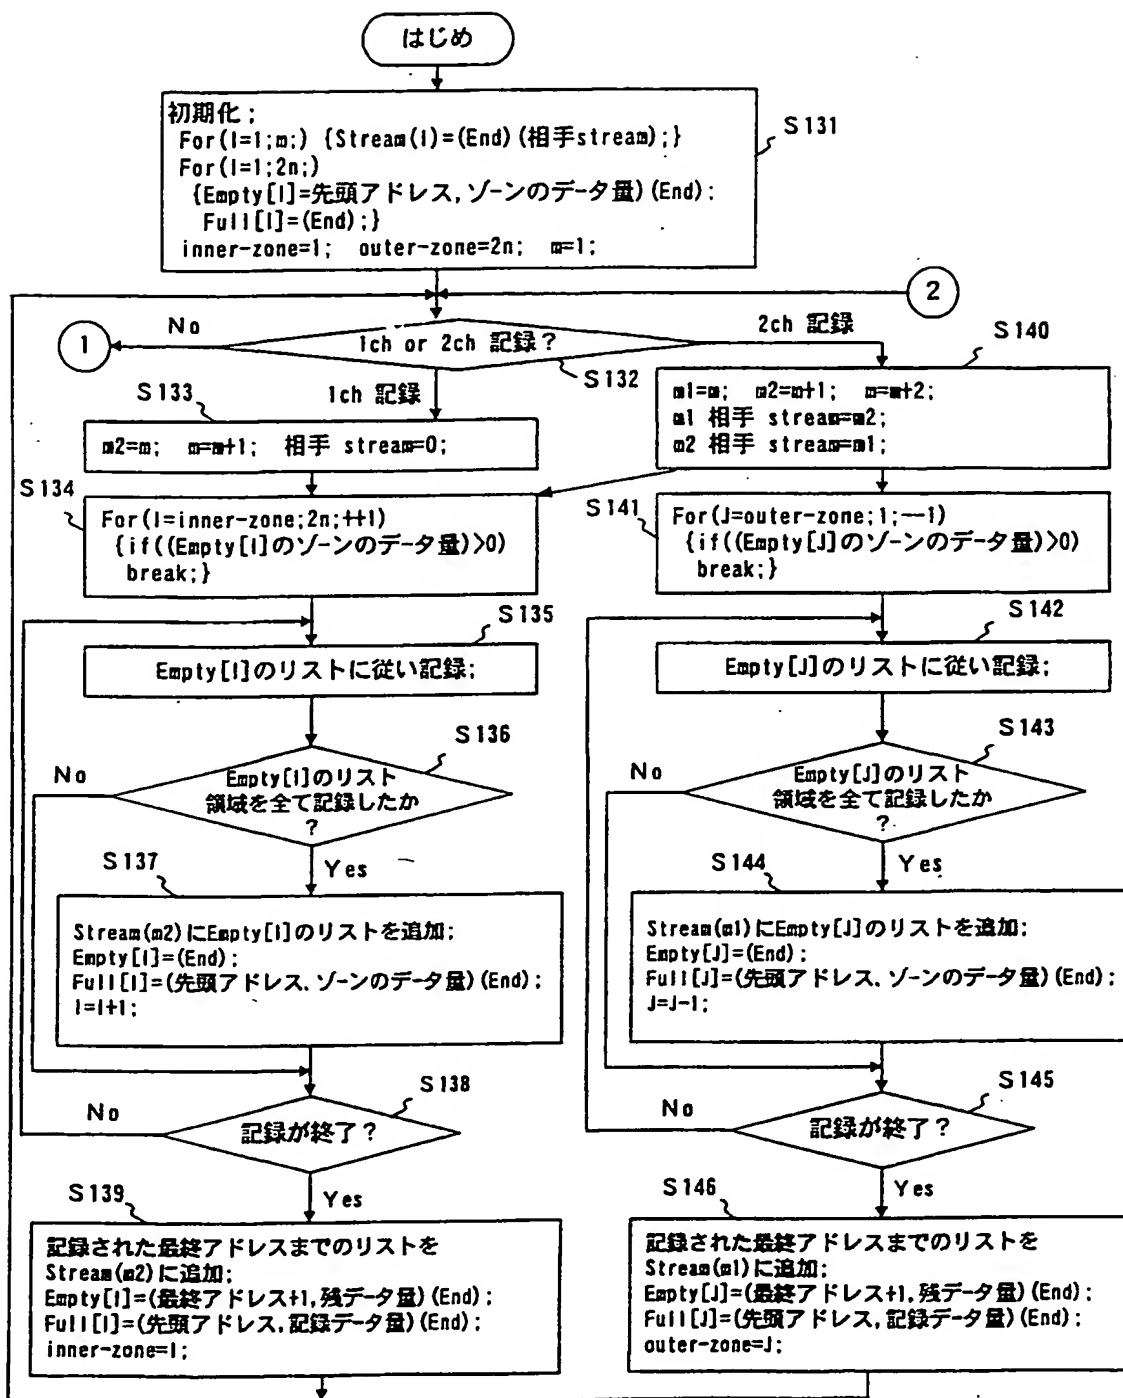 はじめ
初期化;
For(I=1;m;) {Stream(I)=(End)(相手stream);}
For(I=1;2n;)
{Empty[I]=先頭アドレス,ゾーンのデータ量)(End);
Full[I]=(End);}
inner-zone=1; outer-zone=2n; m=1;
S131
2
No
1
1ch or 2ch 記録?
2ch 記録
S132
S140
S133
1ch 記録
m2=m; m=m+1; 相手 stream=0;
m1=m; m2=m+1; m=m+2;
m1 相手 stream=m2;
m2 相手 stream=m1;
S134
For(I=inner-zone;2n;++1)
{if((Empty[I]のゾーンのデータ量)>0)
break;}
S141
For(J=outer-zone;1;--1)
{if((Empty[J]のゾーンのデータ量)>0)
break;}
S135
Empty[I]のリストに従い記録;
S142
Empty[J]のリストに従い記録;
S136
No
Empty[I]のリスト
領域を全て記録したか
?
S143
No
Empty[J]のリスト
領域を全て記録したか
?
S137
Yes
Stream(m2)にEmpty[I]のリストを追加;
Empty[I]=(End);
Full[I]=(先頭アドレス,ゾーンのデータ量)(End);
I=I+1;
S144
Yes
Stream(m1)にEmpty[J]のリストを追加;
Empty[J]=(End);
Full[J]=(先頭アドレス,ゾーンのデータ量)(End);
J=J-1;
S138
No
記録が終了?
S145
No
記録が終了?
S139
Yes
記録された最終アドレスまでのリストを
Stream(m2)に追加;
Empty[I]=(最終アドレス+1,残データ量)(End);
Full[I]=(先頭アドレス,記録データ量)(End);
inner-zone=I;
S146
Yes
記録された最終アドレスまでのリストを
Stream(m1)に追加;
Empty[J]=(最終アドレス+1,残データ量)(End);
Full[J]=(先頭アドレス,記録データ量)(End);
outer-zone=J;